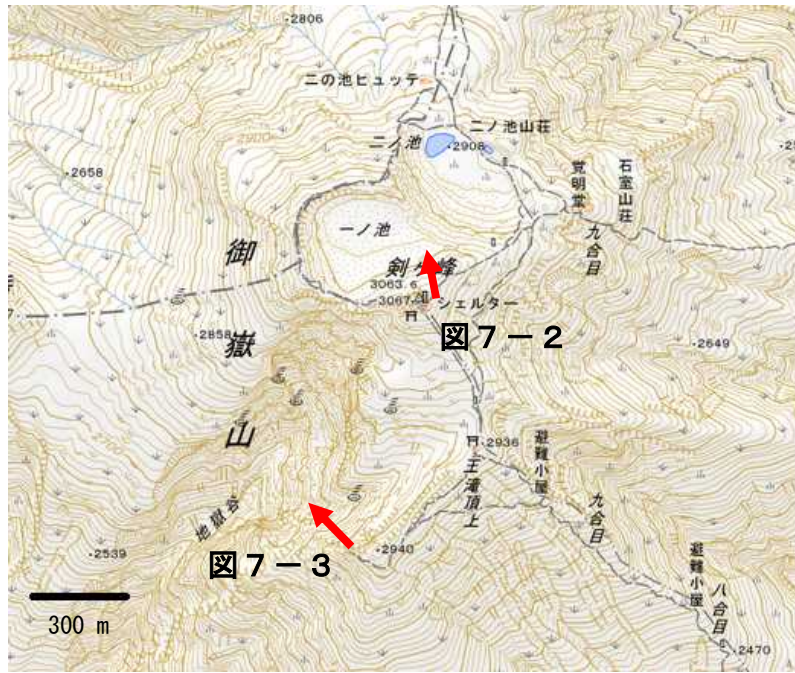 2806
二の池ヒュッテ
2900
二ノ池山荘
二ノ池
2908
2658
覚明堂
石室山荘
一ノ池
九合目
御嶽山
剣ヶ峰
3063.6
3067
シェルター
図7-2
2858
2649
2936
避難小屋
王滝頂上
九合目
地獄谷
2539
2940
図7-3
避難小屋
八合目
300 m
2470